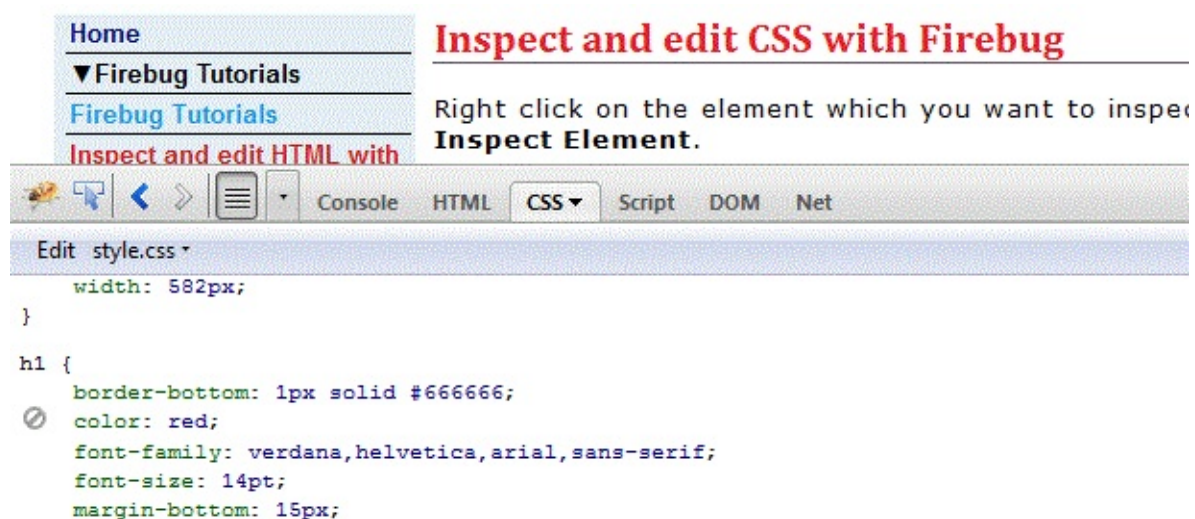 Home
▼Firebug Tutorials
Firebug Tutorials
Inspect and edit HTML with
Inspect and edit CSS with Firebug
Right click on the element which you want to
Inspect Element.
Console HTML CSS▼ Script DOM Net
Edit style.css
width: 582px;
}
h1 {
border-bottom: 1px solid #666666;
color: red;
font-family: verdana,helvetica,arial,sans-serif;
font-size: 14pt;
margin-bottom: 15px;